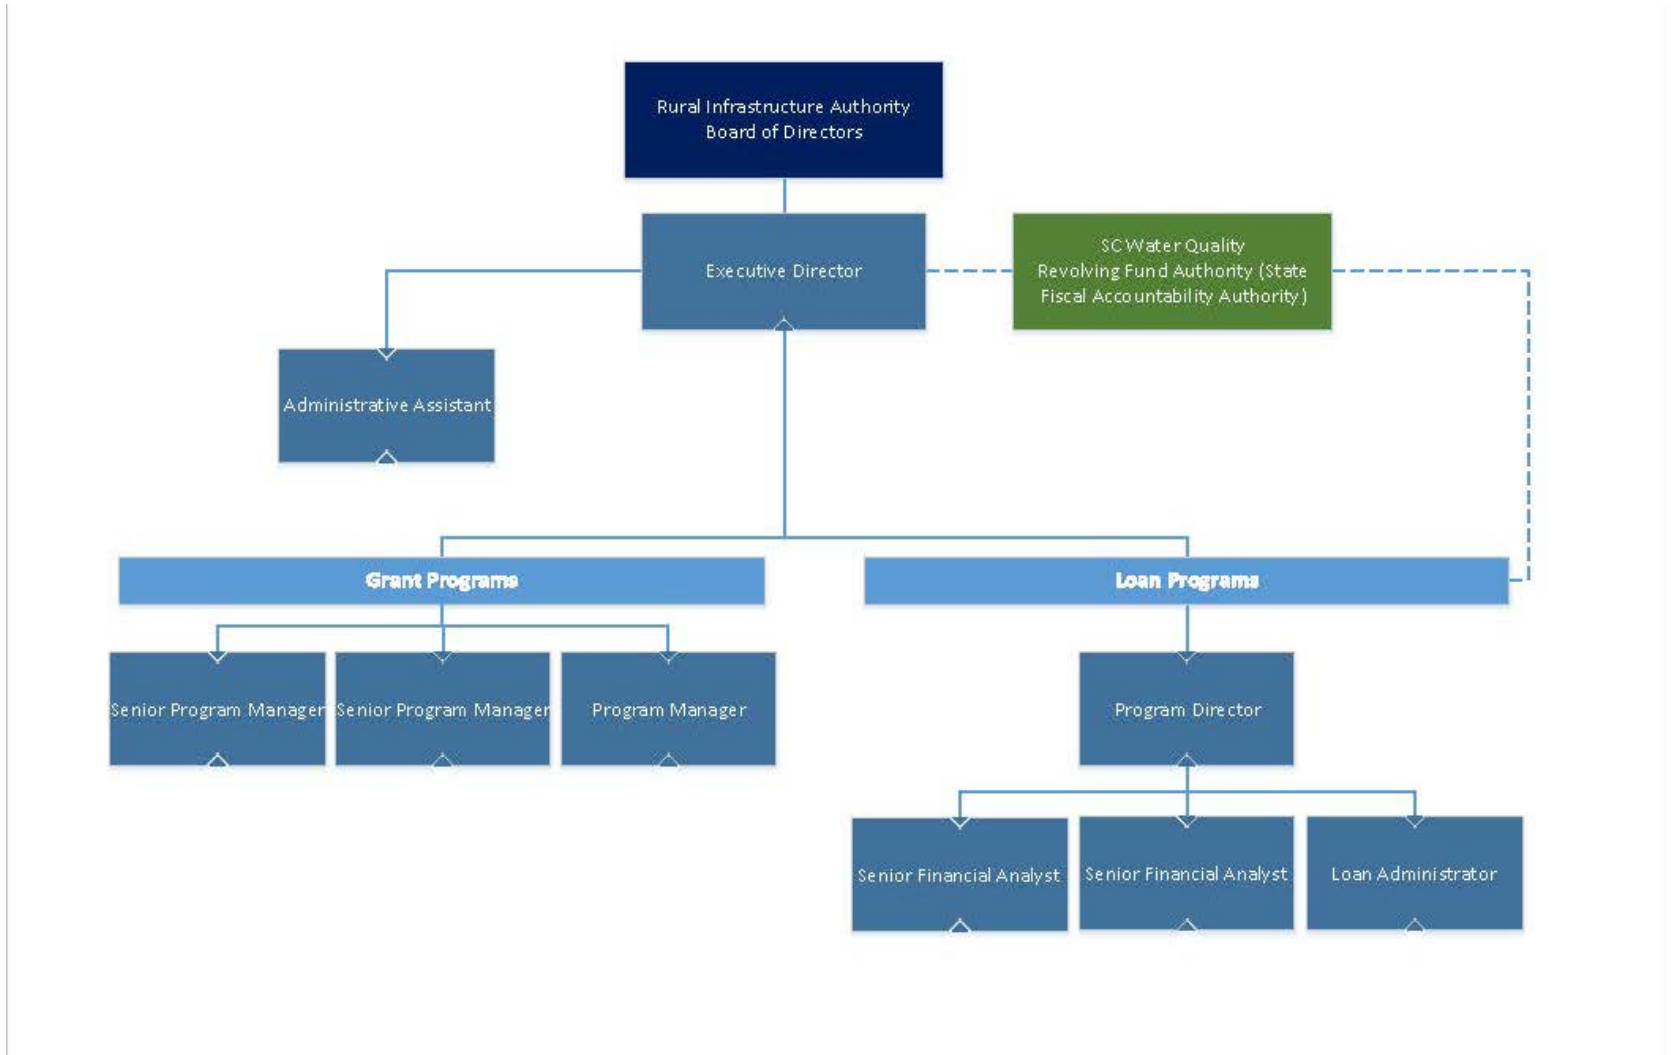 Rural Infrastructure Authority
Board of Directors
Executive Director
SC Water Quality
Revolving Fund Authority (State
Fiscal Accountability Authority)
Administrative Assistant
Grant Programs
Loan Programs
Senior Program Manager
Senior Program Manager
Program Manager
Program Director
Senior Financial Analyst
Senior Financial Analyst
Loan Administrator